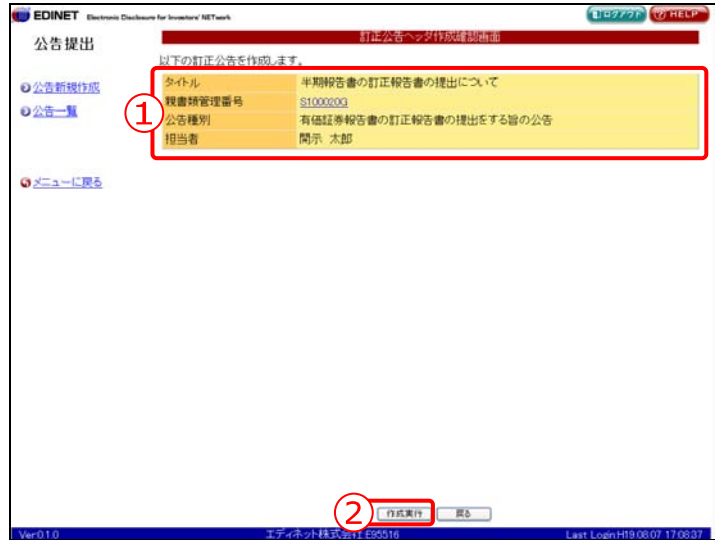 EDINET Electronic Disclosure for Investors' NETwork
ログアウト HELP
公告提出
訂正公告ヘッダ作成確認画面
以下の訂正公告を作成します。
公告新規作成
公告一覧
メニューに戻る
①
タイトル 半期報告書の訂正報告書の提出について
親書類管理番号 S100020G
公告種別 有価証券報告書の訂正報告書の提出をする旨の公告
担当者 開示 太郎
② 作成実行 戻る
Ver.0.1.0 エディネット株式会社 E95516 Last Login:H19.08.07 17:08:37